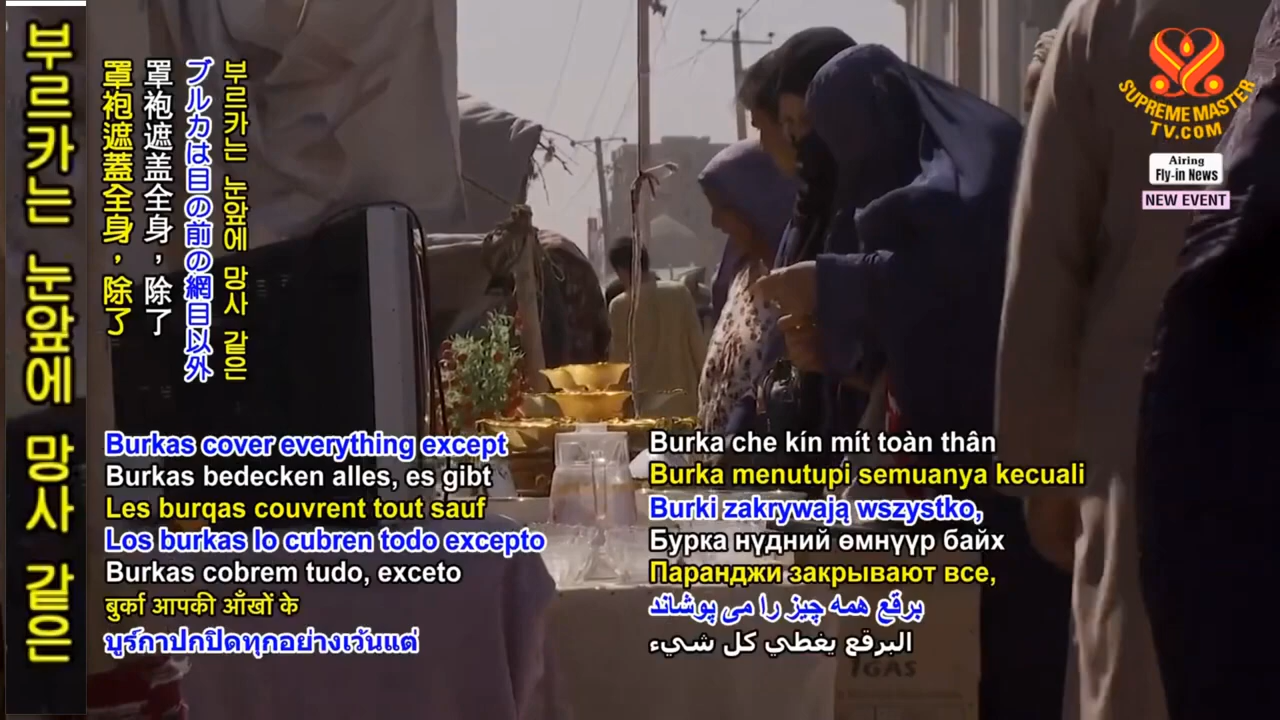 부르카는 눈앞에 망사 같은
罩袍遮蓋全身，除了
罩袍遮盖全身，除了
ブルカは目の前の網目以外
부르카는 눈앞에 망사 같은
SUPREME MASTER
TV.COM
Airing
Fly-in News
NEW EVENT
Burkas cover everything except
Burkas bedecken alles, es gibt
Les burqas couvrent tout sauf
Los burkas lo cubren todo excepto
Burkas cobrem tudo, exceto
बुर्का आपकी आँखों के
บูร์กาปกปิดทุกอย่างเว้นแต่
Burka che kín mít toàn thân
Burka menutupi semuanya kecuali
Burki zakrywają wszystko,
Бурка нүдний өмнүүр байх
Паранджи закрывают все,
برقع همه چیز را می پوشاند
البرقع يغطي كل شيء
IGAS